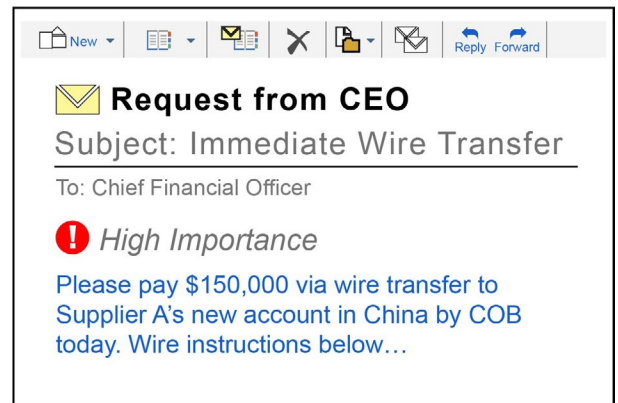 New
Reply Forward
Request from CEO
Subject: Immediate Wire Transfer
To: Chief Financial Officer
! High Importance
Please pay $150,000 via wire transfer to
Supplier A’s new account in China by COB
today. Wire instructions below…